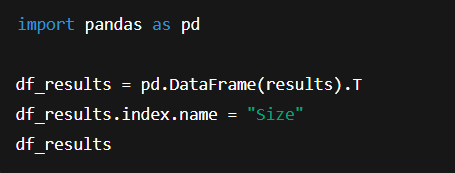 import pandas as pd
df_results = pd.DataFrame(results).T
df_results.index.name = "Size"
df_results